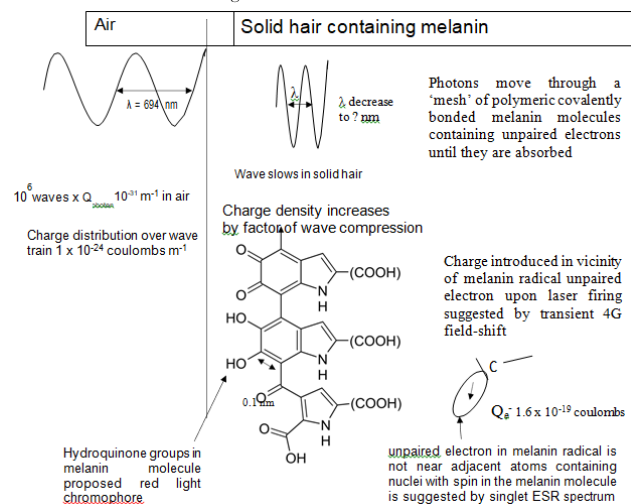 Air
Solid hair containing melanin
λ = 694 nm
λ
λ decrease
to ? nm
Photons move through a
'mesh' of polymeric covalently
bonded melanin molecules
containing unpaired electrons
until they are absorbed
Wave slows in solid hair
10⁶ waves x Q photon 10⁻³¹ m⁻¹ in air
Charge distribution over wave
train 1 x 10⁻²⁴ coulombs m⁻¹
Charge density increases
by factor of wave compression
O
(COOH)
O
N
H
HO
(COOH)
HO
N
H
O
0.1 nm
(COOH)
O
N
H
OH
Charge introduced in vicinity
of melanin radical unpaired
electron upon laser firing
suggested by transient 4G
field-shift
C
Qe⁻ 1.6 x 10⁻¹⁹ coulombs
Hydroquinone groups in
melanin molecule
proposed red light
chromophore
unpaired electron in melanin radical is
not near adjacent atoms containing
nuclei with spin in the melanin molecule
is suggested by singlet ESR spectrum